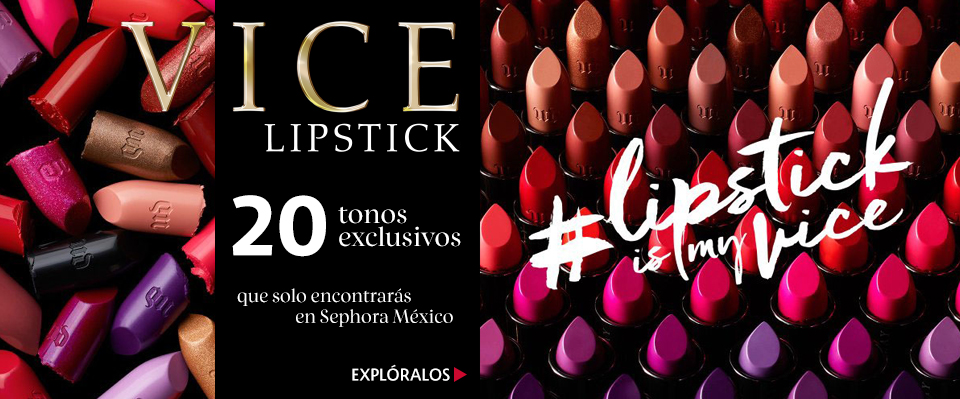 VICE
LIPSTICK
20 tonos
exclusivos
que solo encontrarás
en Sephora México
EXPLÓRALOS
#lipstick
is my vice